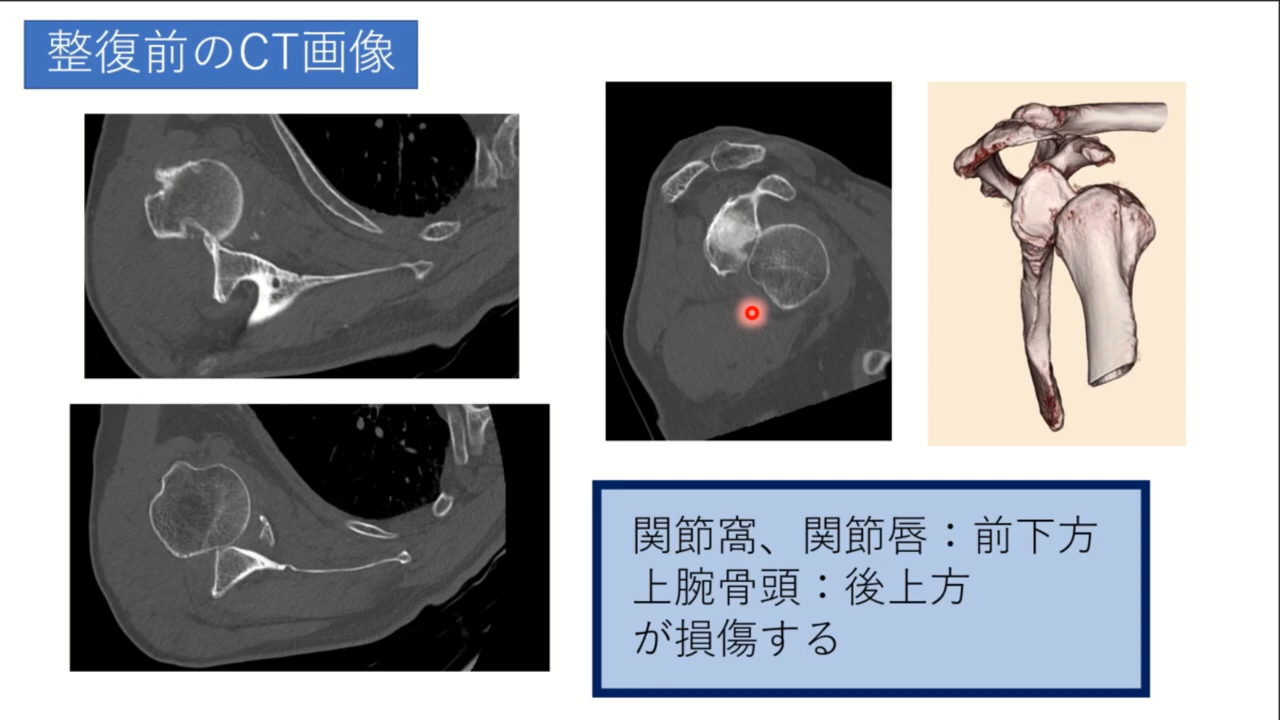 整復前のCT画像
関節窩、関節唇：前下方
上腕骨頭：後上方
が損傷する